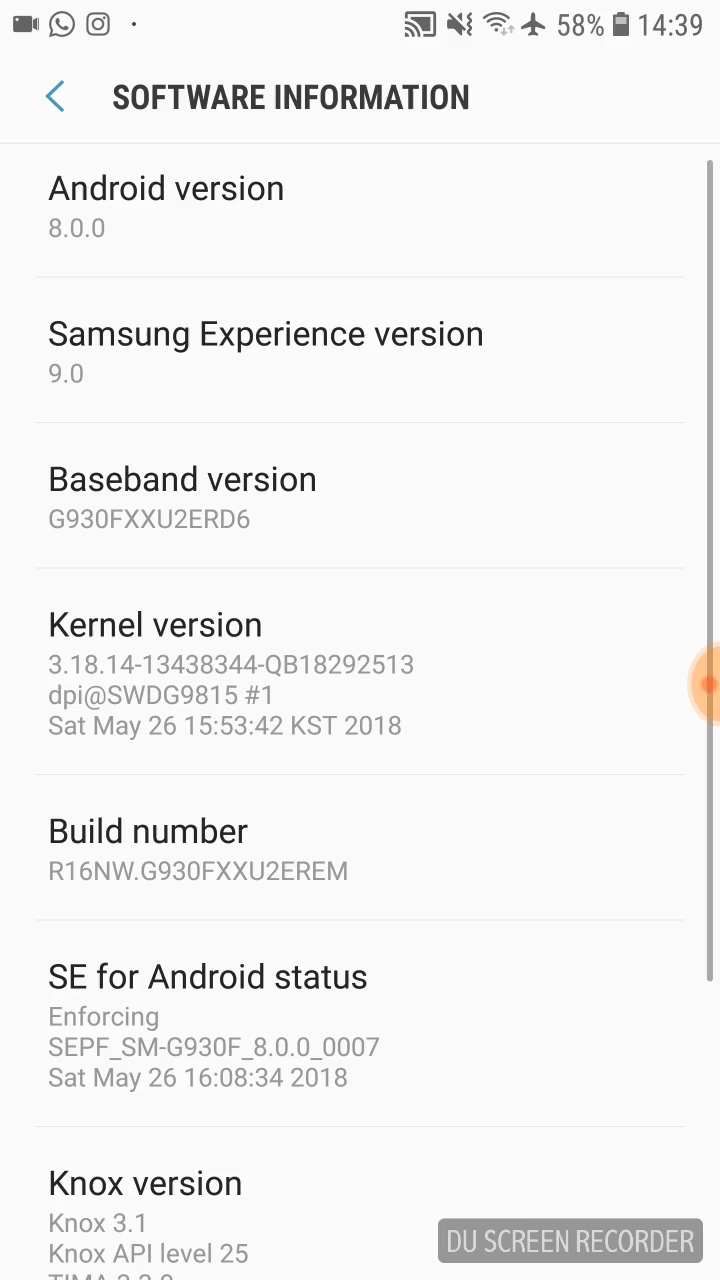 58% 14:39
SOFTWARE INFORMATION
Android version
8.0.0
Samsung Experience version
9.0
Baseband version
G930FXXU2ERD6
Kernel version
3.18.14-13438344-QB18292513
dpi@SWDG9815 #1
Sat May 26 15:53:42 KST 2018
Build number
R16NW.G930FXXU2EREM
SE for Android status
Enforcing
SEPF_SM-G930F_8.0.0_0007
Sat May 26 16:08:34 2018
Knox version
Knox 3.1
Knox API level 25
DU SCREEN RECORDER